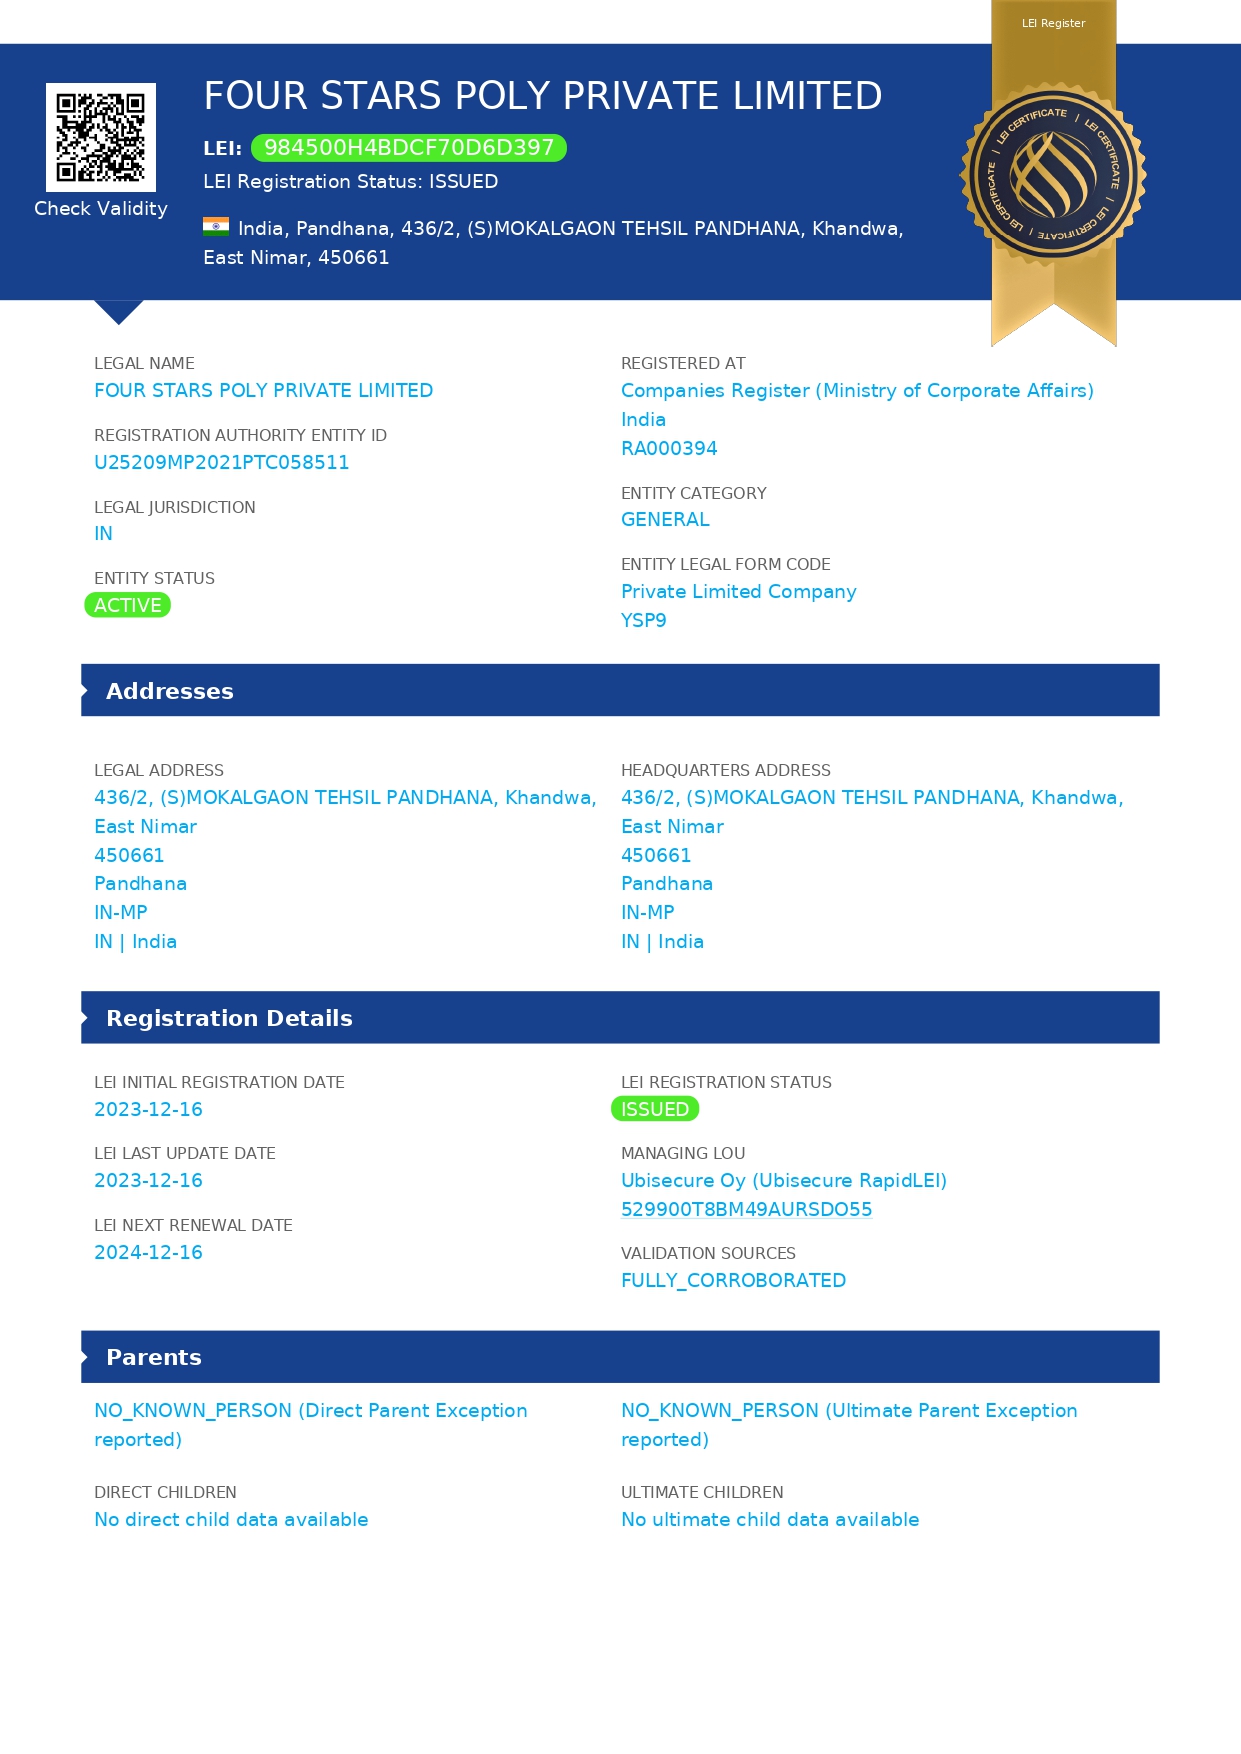 LEI Register
FOUR STARS POLY PRIVATE LIMITED
LEI: 984500H4BDCF70D6D397
LEI Registration Status: ISSUED
Check Validity
India, Pandhana, 436/2, (S)MOKALGAON TEHSIL PANDHANA, Khandwa,
East Nimar, 450661
LEI CERTIFICATE | LEI CERTIFICATE | LEI CERTIFICATE | LEI CERTIFICATE |
LEGAL NAME
FOUR STARS POLY PRIVATE LIMITED
REGISTRATION AUTHORITY ENTITY ID
U25209MP2021PTC058511
LEGAL JURISDICTION
IN
ENTITY STATUS
ACTIVE
REGISTERED AT
Companies Register (Ministry of Corporate Affairs)
India
RA000394
ENTITY CATEGORY
GENERAL
ENTITY LEGAL FORM CODE
Private Limited Company
YSP9
Addresses
LEGAL ADDRESS
436/2, (S)MOKALGAON TEHSIL PANDHANA, Khandwa,
East Nimar
450661
Pandhana
IN-MP
IN | India
HEADQUARTERS ADDRESS
436/2, (S)MOKALGAON TEHSIL PANDHANA, Khandwa,
East Nimar
450661
Pandhana
IN-MP
IN | India
Registration Details
LEI INITIAL REGISTRATION DATE
2023-12-16
LEI LAST UPDATE DATE
2023-12-16
LEI NEXT RENEWAL DATE
2024-12-16
LEI REGISTRATION STATUS
ISSUED
MANAGING LOU
Ubisecure Oy (Ubisecure RapidLEI)
529900T8BM49AURSDO55
VALIDATION SOURCES
FULLY_CORROBORATED
Parents
NO_KNOWN_PERSON (Direct Parent Exception
reported)
NO_KNOWN_PERSON (Ultimate Parent Exception
reported)
DIRECT CHILDREN
No direct child data available
ULTIMATE CHILDREN
No ultimate child data available